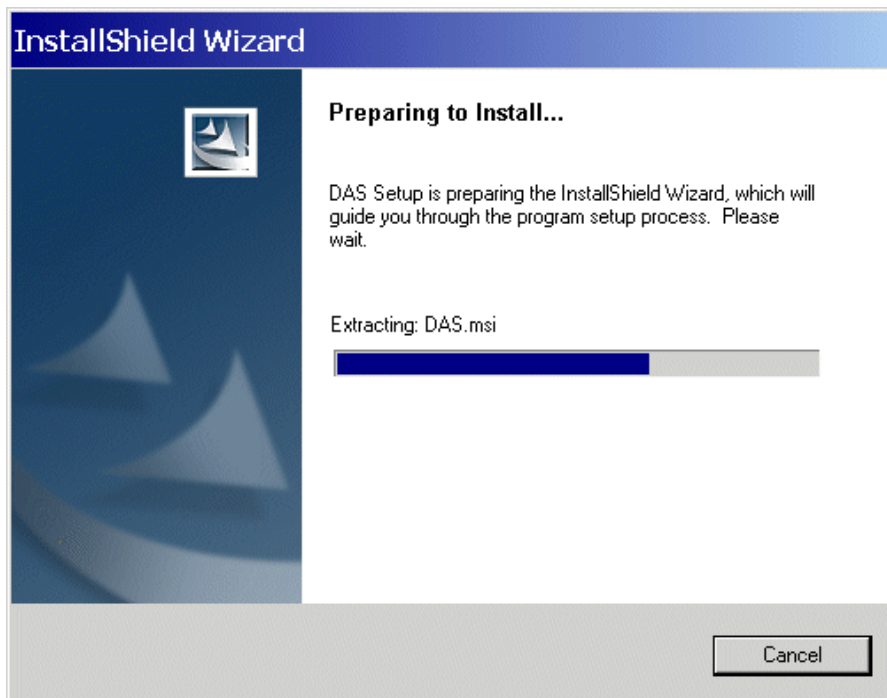 InstallShield Wizard
Preparing to Install...
DAS Setup is preparing the InstallShield Wizard, which will
guide you through the program setup process.  Please
wait.
Extracting: DAS.msi
Cancel